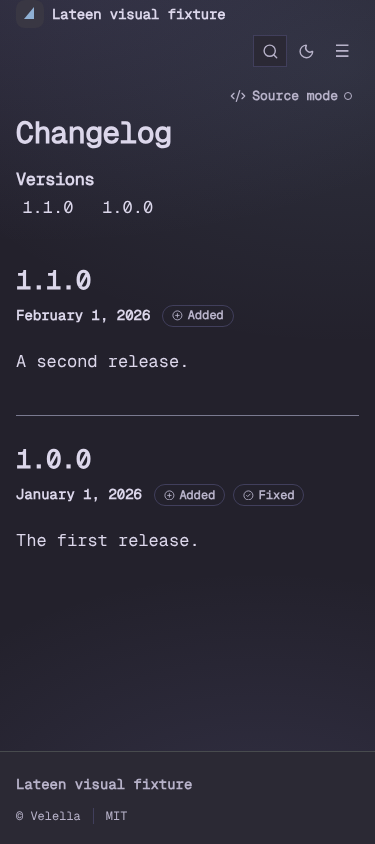 Lateen visual fixture
</> Source mode
Changelog
Versions
1.1.0 1.0.0
1.1.0
February 1, 2026 Added
A second release.
1.0.0
January 1, 2026 Added Fixed
The first release.
Lateen visual fixture
© Velella MIT